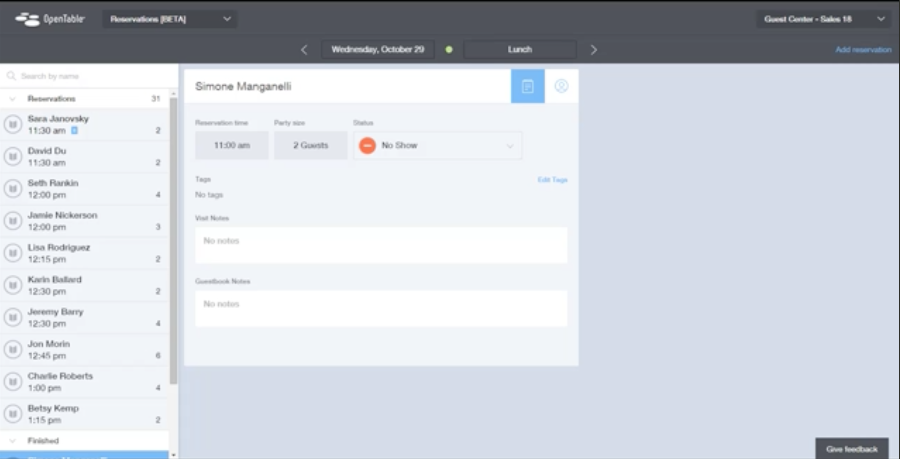 OpenTable
Reservations [BETA]
Guest Center - Sales 18
Wednesday, October 29
Lunch
Add reservation
Search by name
Reservations 31
Sara Janovsky
11:30 am 2
David Du
11:30 am 2
Seth Rankin
12:00 pm 4
Jamie Nickerson
12:00 pm 3
Lisa Rodriguez
12:15 pm 2
Karin Ballard
12:30 pm 2
Jeremy Barry
12:30 pm 4
Jon Morin
12:45 pm 6
Charlie Roberts
1:00 pm 4
Betsy Kemp
1:15 pm 2
Finished
Simone Manganelli
Reservation time Party size Status
11:00 am 2 Guests No Show
Tags Edit Tags
No tags
Visit Notes
No notes
Guestbook Notes
No notes
Give feedback